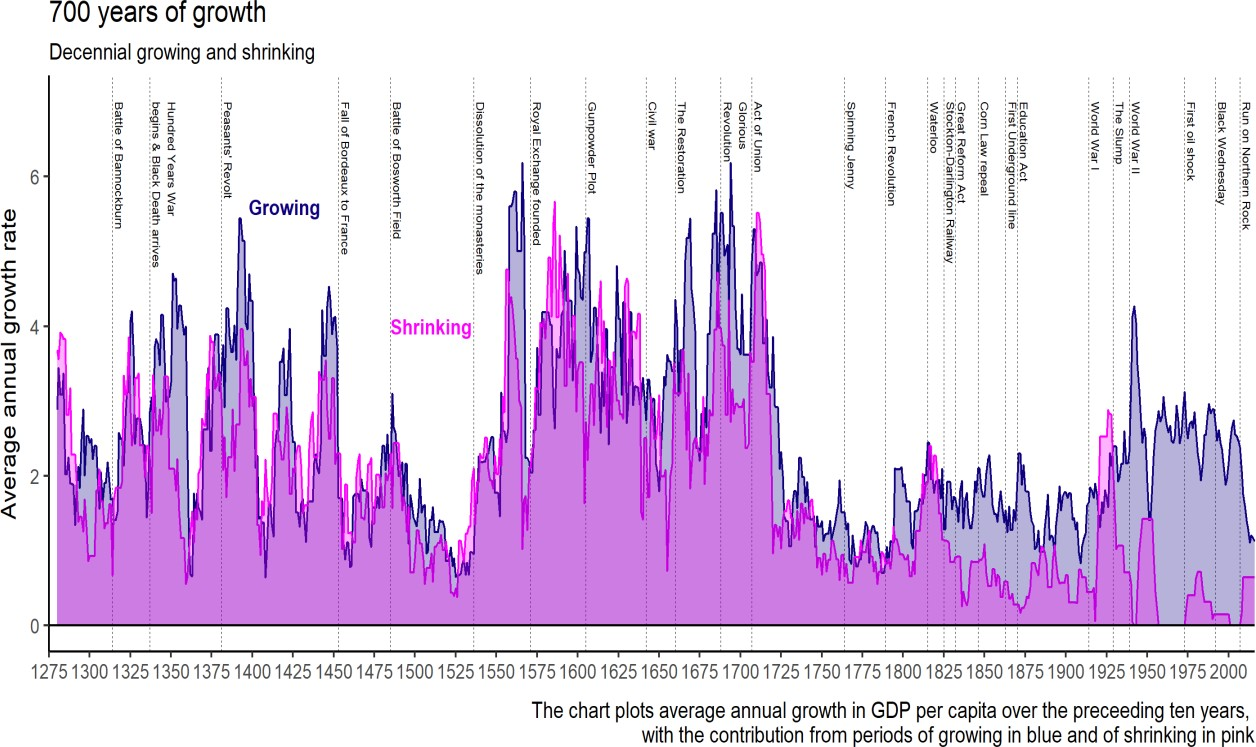 700 years of growth
Decennial growing and shrinking
Average annual growth rate
6
4
2
0
Growing
Shrinking
Battle of Bannockburn
Hundred Years War
begins & Black Death arrives
Peasants' Revolt
Fall of Bordeaux to France
Battle of Bosworth Field
Dissolution of the monasteries
Royal Exchange founded
Gunpowder Plot
Civil war
The Restoration
Glorious
Revolution
Act of Union
Spinning Jenny
French Revolution
Waterloo
Stockton-Darlington Railway
Great Reform Act
Corn Law repeal
First Underground line
Education Act
World War I
The Slump
World War II
First oil shock
Black Wednesday
Run on Northern Rock
1275 1300 1325 1350 1375 1400 1425 1450 1475 1500 1525 1550 1575 1600 1625 1650 1675 1700 1725 1750 1775 1800 1825 1850 1875 1900 1925 1950 1975 2000
The chart plots average annual growth in GDP per capita over the preceeding ten years,
with the contribution from periods of growing in blue and of shrinking in pink